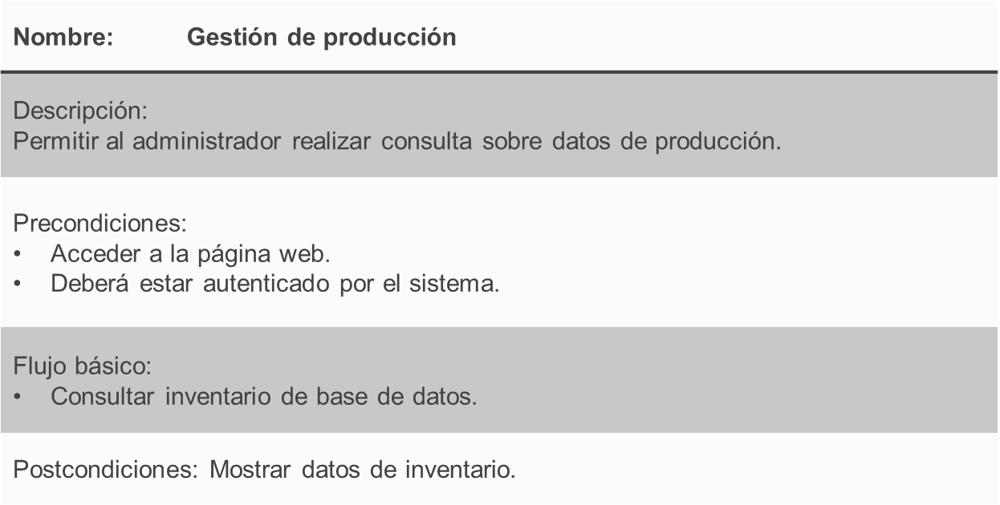 Nombre: Gestión de producción
Descripción:
Permitir al administrador realizar consulta sobre datos de producción.
Precondiciones:
• Acceder a la página web.
• Deberá estar autenticado por el sistema.
Flujo básico:
• Consultar inventario de base de datos.
Postcondiciones: Mostrar datos de inventario.